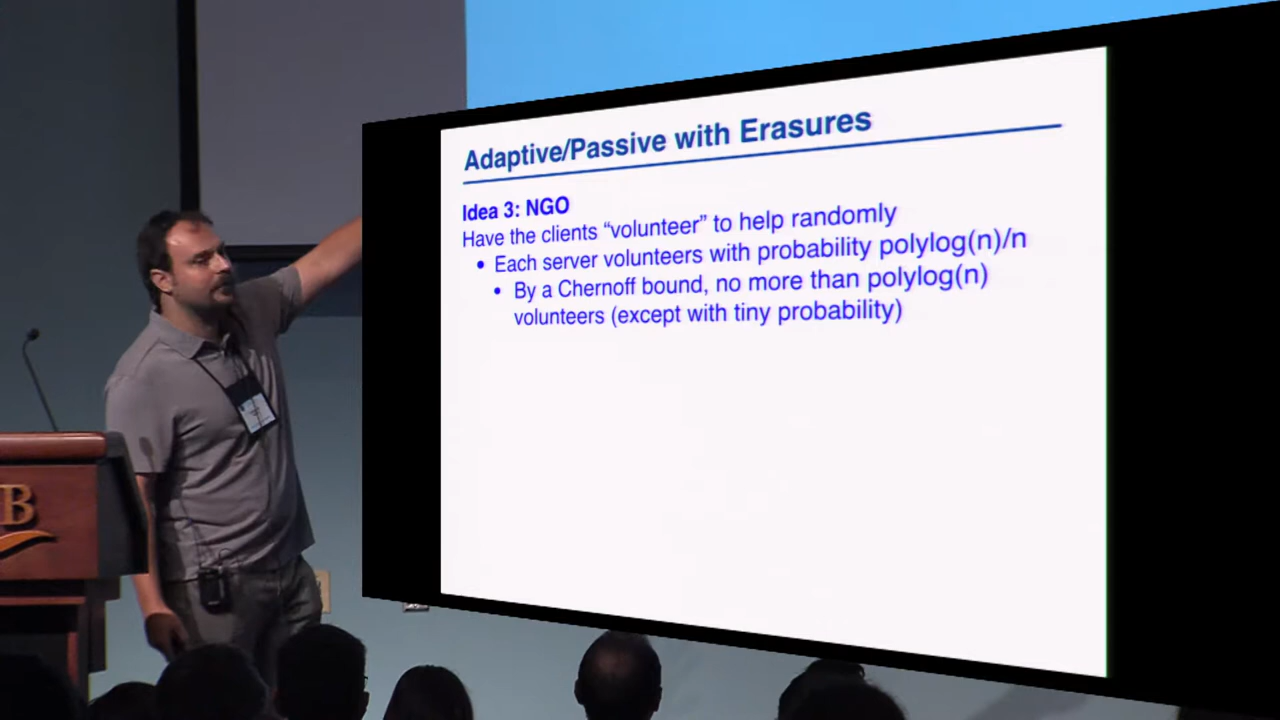 Adaptive/Passive with Erasures
Idea 3: NGO
Have the clients “volunteer” to help randomly
• Each server volunteers with probability polylog(n)/n
• By a Chernoff bound, no more than polylog(n)
volunteers (except with tiny probability)
B